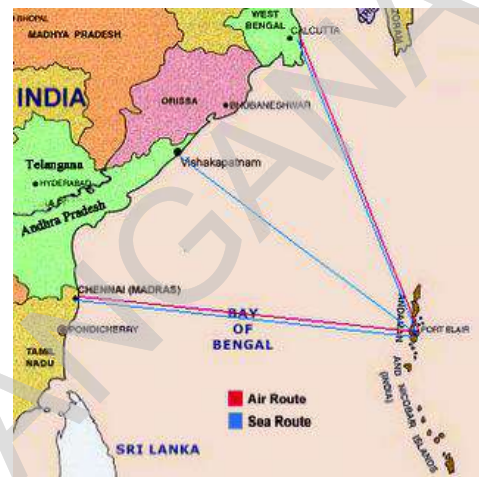 BHOPAL
MADHYA PRADESH
WEST
BENGAL
CALCUTTA
INDIA
ORISSA
BHUBANESHWAR
Telangana
HYDERABAD
Vishakapatnam
Andhra Pradesh
CHENNAI (MADRAS)
PONDICHERRY
TAMIL
NADU
BAY
OF
BENGAL
PORT BLAIR
ANDAMAN AND NICOBAR ISLANDS
(INDIA)
Air Route
Sea Route
SRI LANKA
ANGANA